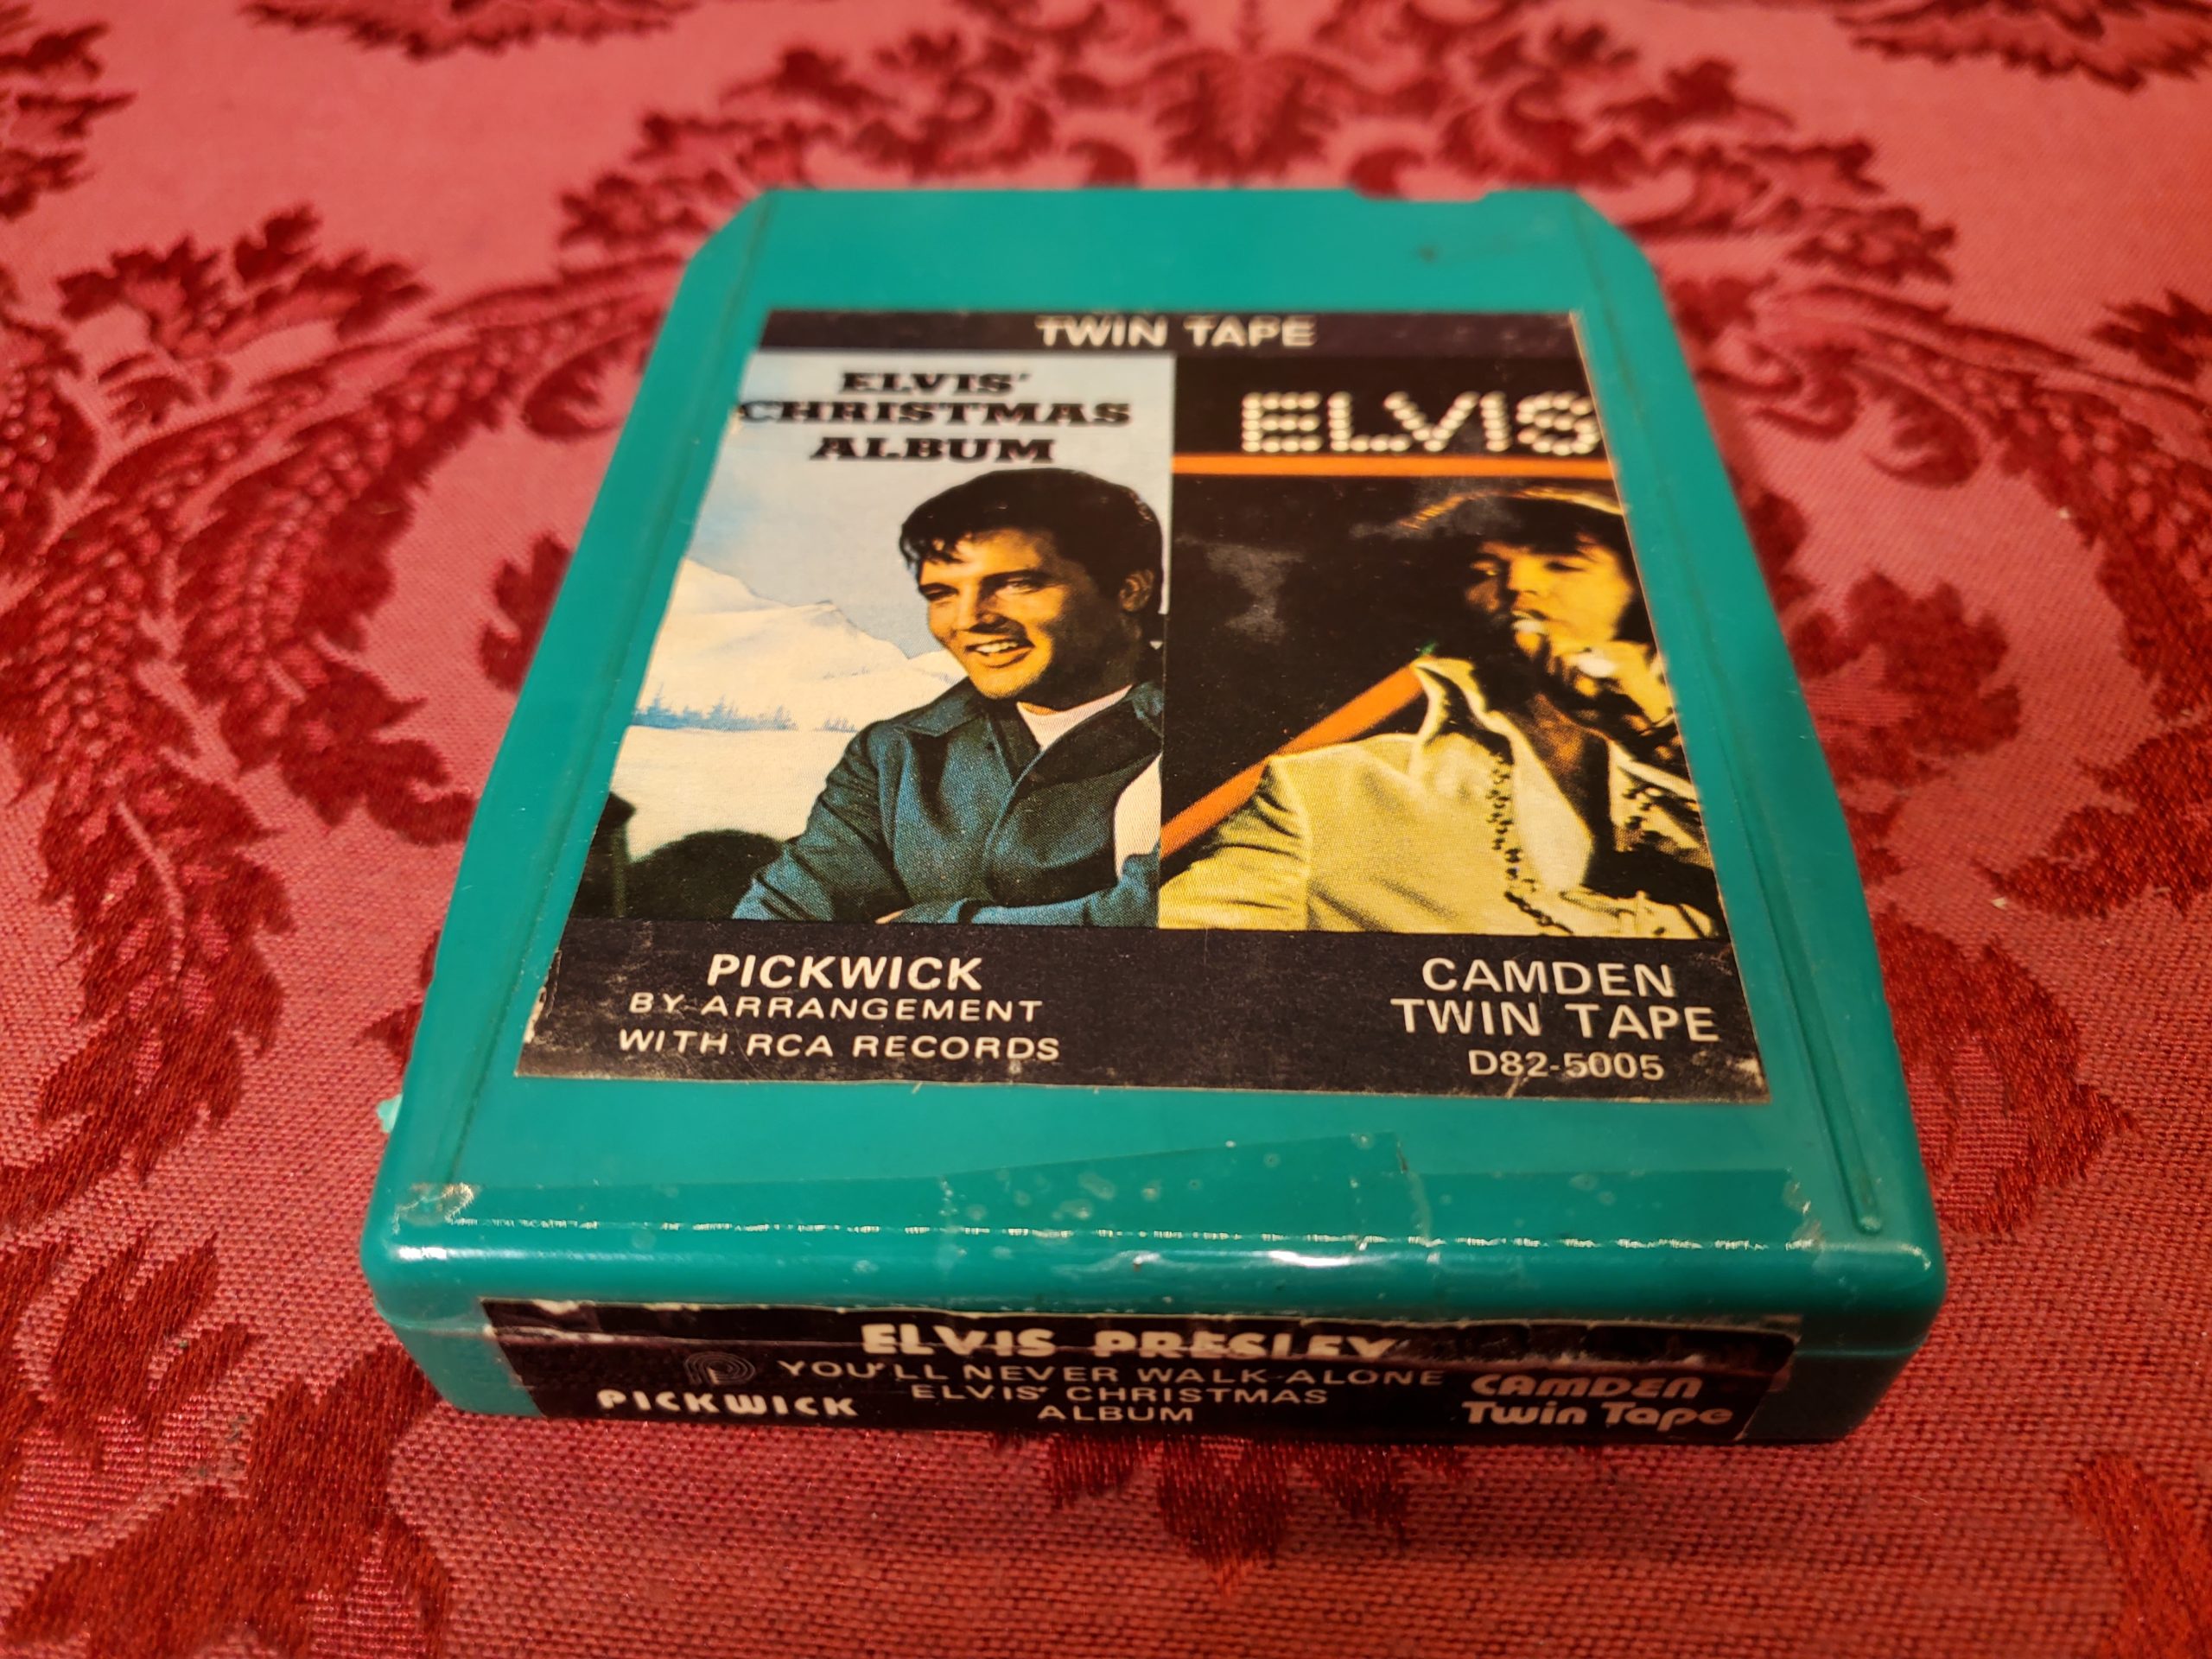 TWIN TAPE
ELVIS'
CHRISTMAS
ALBUM
ELVIS
PICKWICK
BY ARRANGEMENT
WITH RCA RECORDS
CAMDEN
TWIN TAPE
D82-5005
ELVIS PRESLEY
YOU'LL NEVER WALK ALONE
ELVIS' CHRISTMAS
ALBUM
PICKWICK
CAMDEN
Twin Tape